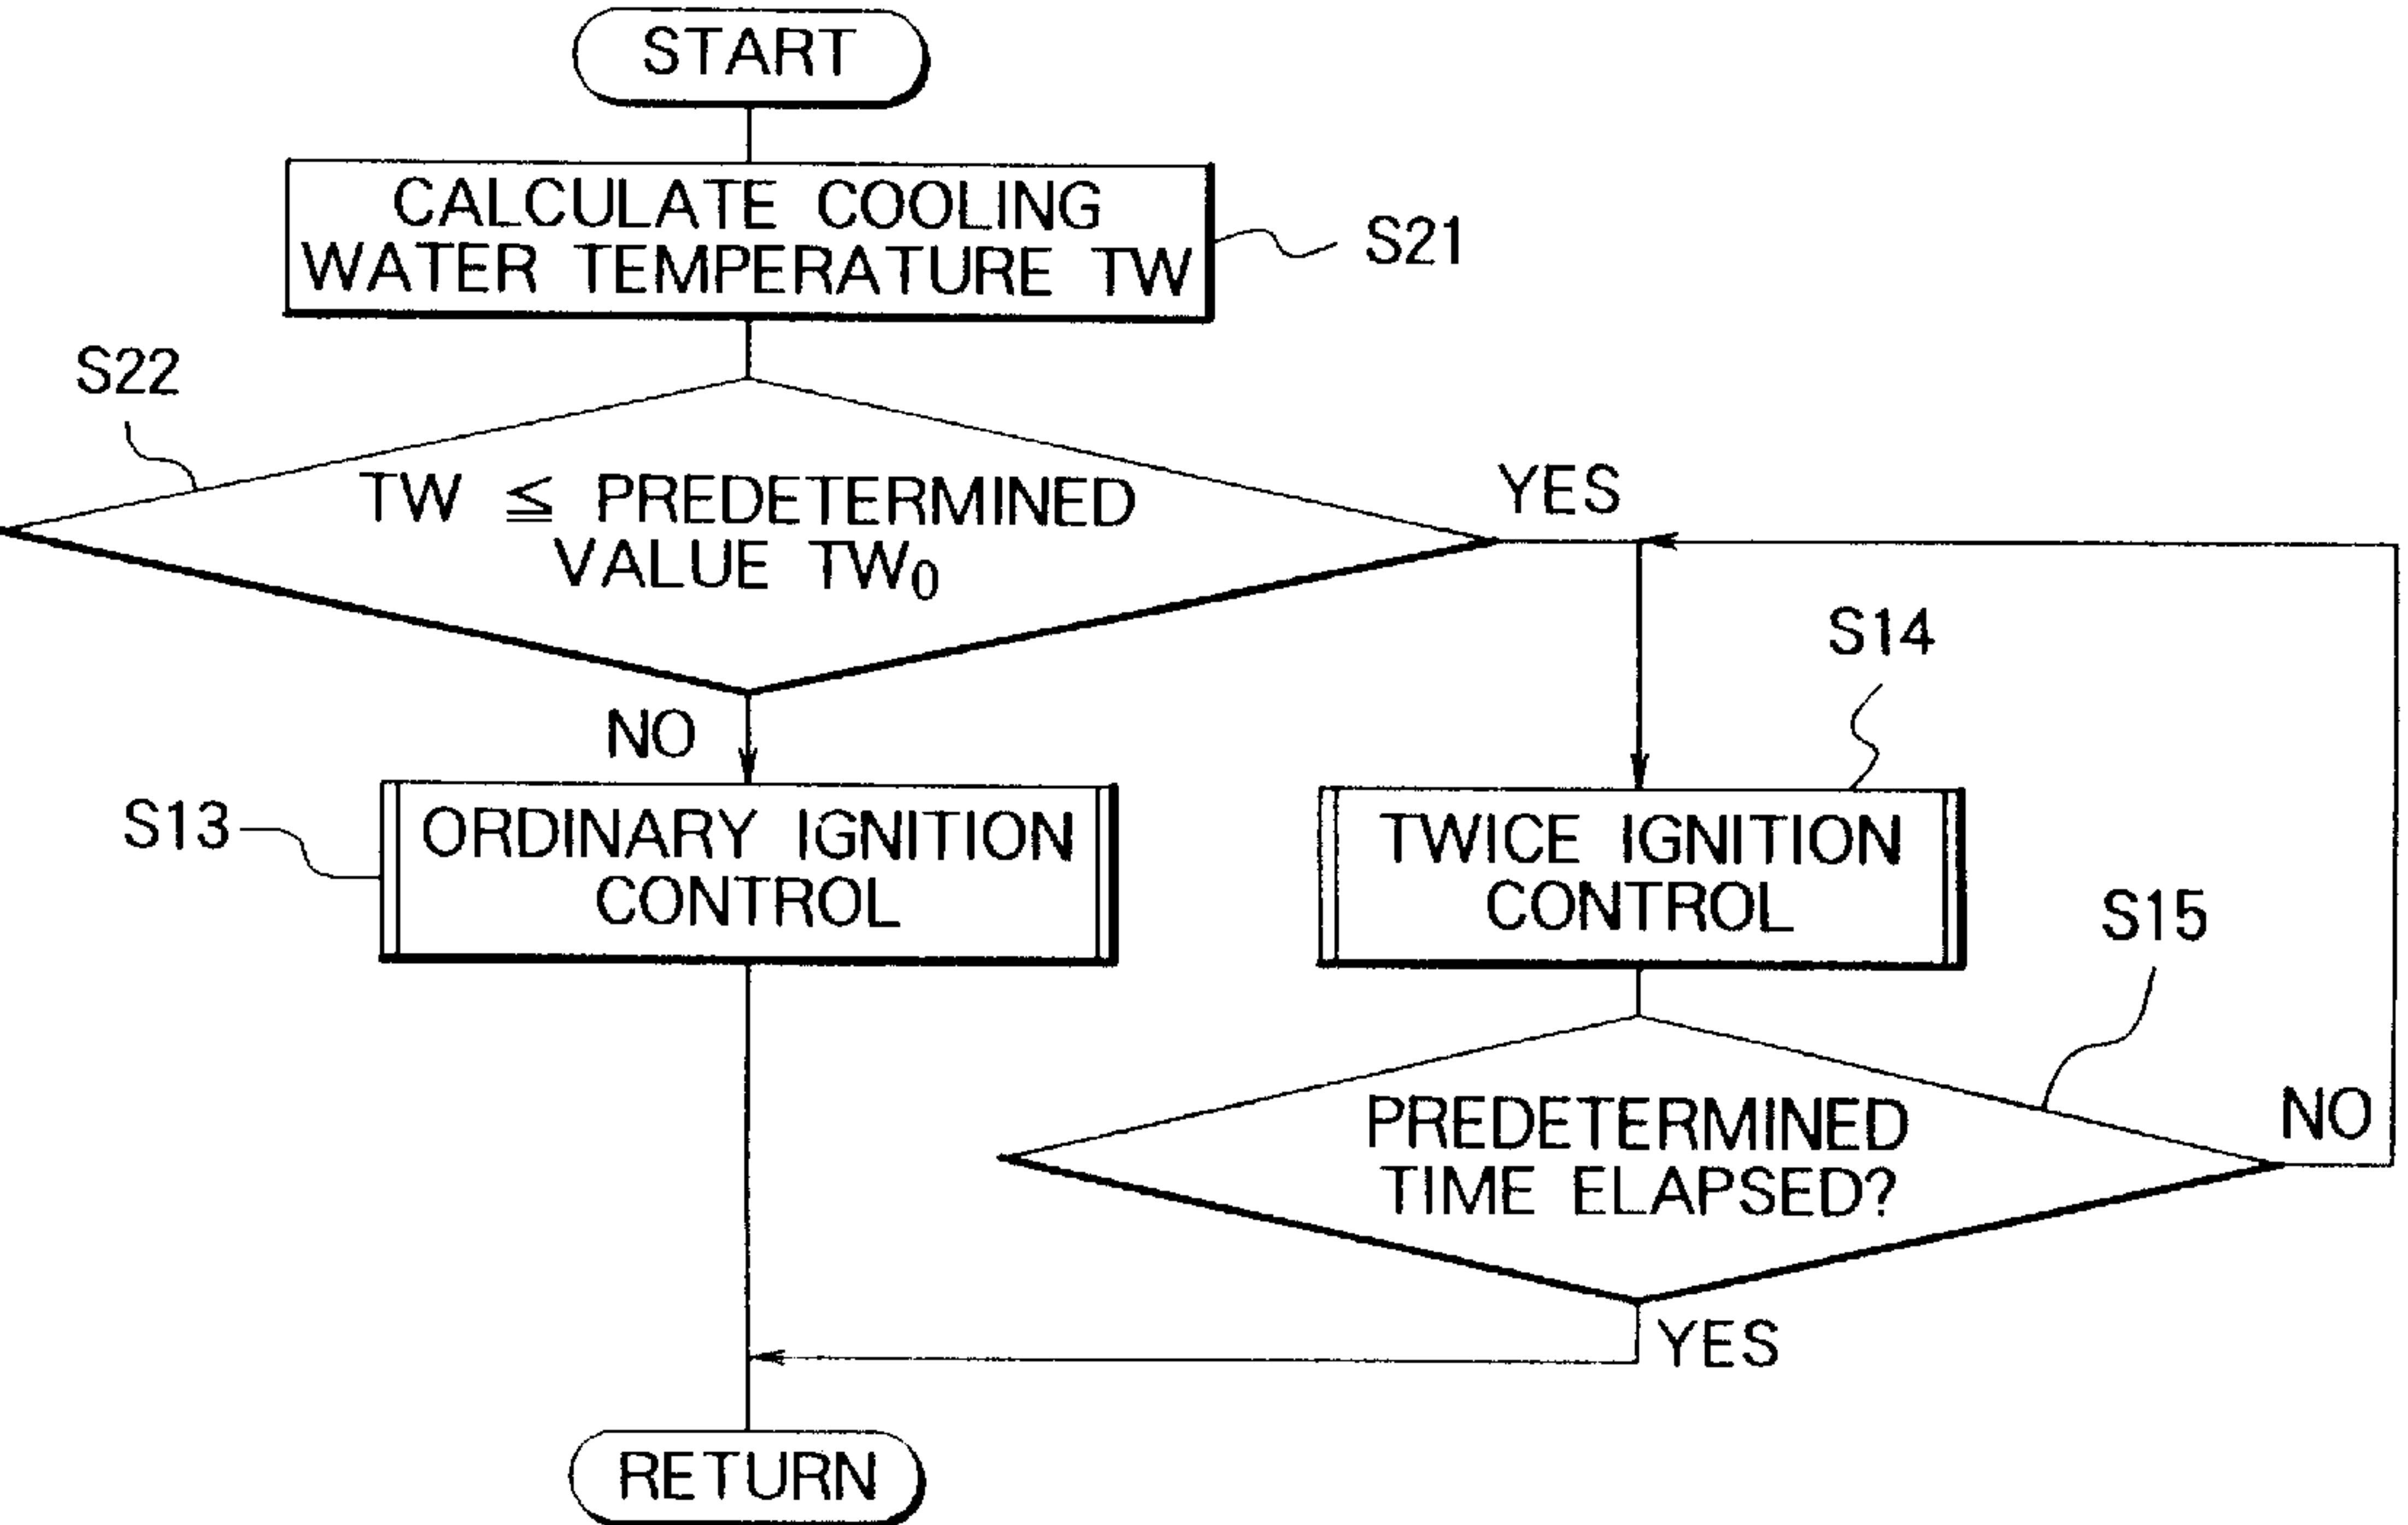 START
CALCULATE COOLING
WATER TEMPERATURE TW
S21
S22
TW ≦ PREDETERMINED
VALUE TW₀
YES
NO
S13
ORDINARY IGNITION
CONTROL
S14
TWICE IGNITION
CONTROL
S15
PREDETERMINED
TIME ELAPSED?
NO
YES
RETURN